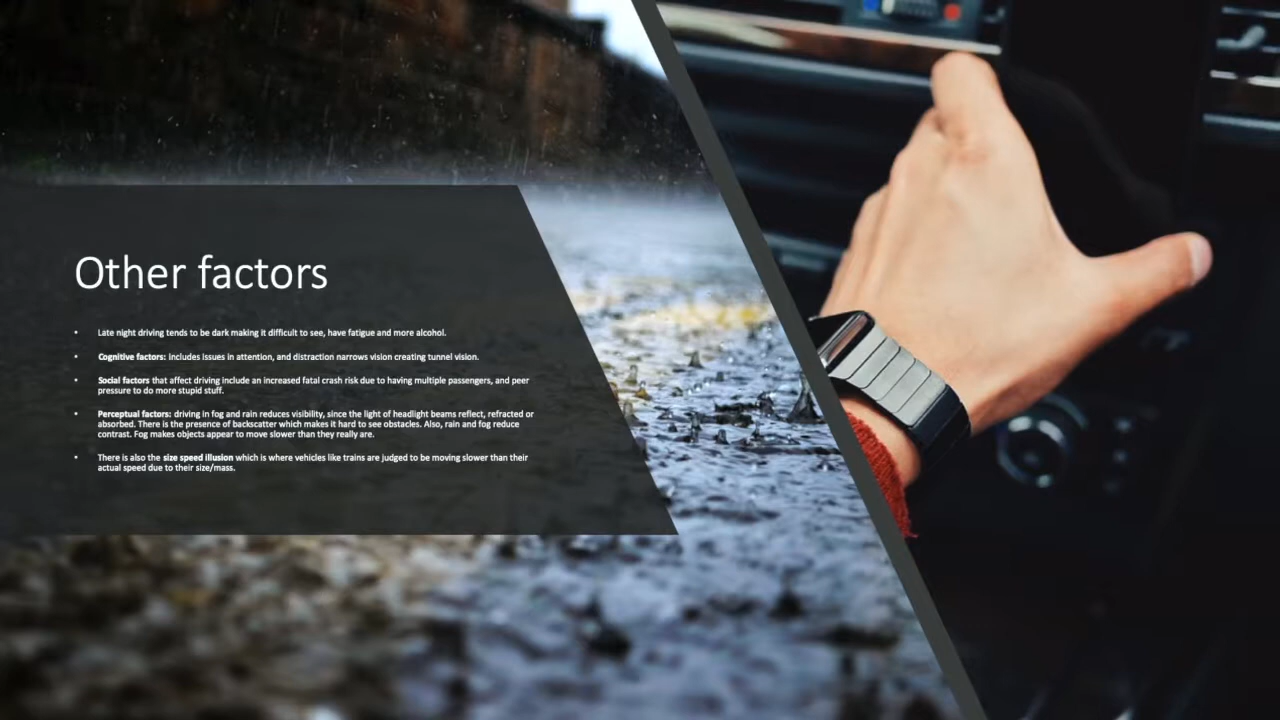 Other factors
• Late night driving tends to be dark making it difficult to see, have fatigue and more alcohol.
• Cognitive factors: includes issues in attention, and distraction narrows vision creating tunnel vision.
• Social factors that affect driving include an increased fatal crash risk due to having multiple passengers, and peer
pressure to do more stupid stuff.
• Perceptual factors: driving in fog and rain reduces visibility, since the light of headlight beams reflect, refracted or
absorbed. There is the presence of backscatter which makes it hard to see obstacles. Also, rain and fog reduce
contrast. Fog makes objects appear to move slower than they really are.
• There is also the size speed illusion which is where vehicles like trains are judged to be moving slower than their
actual speed due to their size/mass.